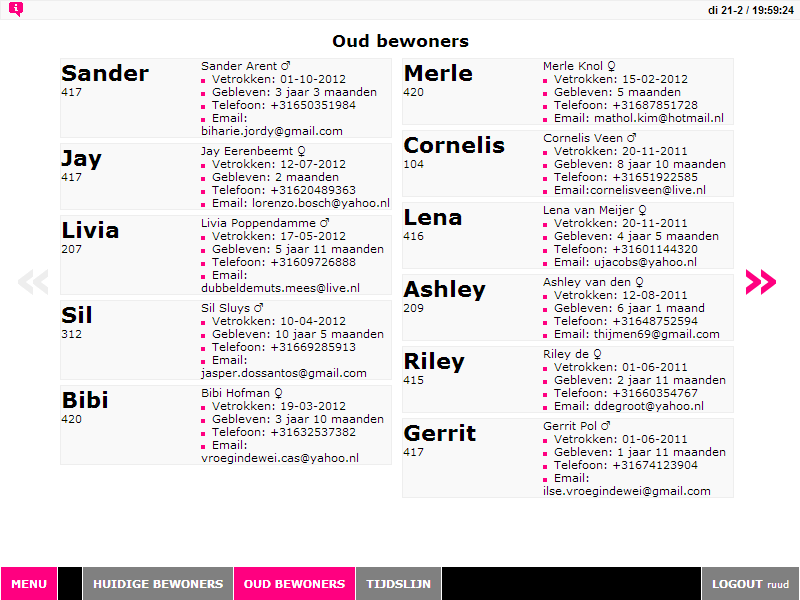 di 21-2 / 19:59:24
Oud bewoners
Sander
417
Sander Arent ♂
Vetrokken: 01-10-2012
Gebleven: 3 jaar 3 maanden
Telefoon: +31650351984
Email:
biharie.jordy@gmail.com
Jay
417
Jay Eerenbeemt ♀
Vetrokken: 12-07-2012
Gebleven: 2 maanden
Telefoon: +31620489363
Email: lorenzo.bosch@yahoo.nl
Livia
207
Livia Poppendamme ♂
Vetrokken: 17-05-2012
Gebleven: 5 jaar 11 maanden
Telefoon: +31609726888
Email:
dubbeldemuts.mees@live.nl
Sil
312
Sil Sluys ♂
Vetrokken: 10-04-2012
Gebleven: 10 jaar 5 maanden
Telefoon: +31669285913
Email:
jasper.dossantos@gmail.com
Bibi
420
Bibi Hofman ♀
Vetrokken: 19-03-2012
Gebleven: 3 jaar 10 maanden
Telefoon: +31632537382
Email:
vroegindewei.cas@yahoo.nl
Merle
420
Merle Knol ♀
Vetrokken: 15-02-2012
Gebleven: 5 maanden
Telefoon: +31687851728
Email: mathol.kim@hotmail.nl
Cornelis
104
Cornelis Veen ♂
Vetrokken: 20-11-2011
Gebleven: 8 jaar 10 maanden
Telefoon: +31651922585
Email:cornelisveen@live.nl
Lena
416
Lena van Meijer ♀
Vetrokken: 20-11-2011
Gebleven: 4 jaar 5 maanden
Telefoon: +31601144320
Email: ujacobs@yahoo.nl
Ashley
209
Ashley van den ♀
Vetrokken: 12-08-2011
Gebleven: 6 jaar 1 maand
Telefoon: +31648752594
Email: thijmen69@gmail.com
Riley
415
Riley de ♀
Vetrokken: 01-06-2011
Gebleven: 2 jaar 11 maanden
Telefoon: +31660354767
Email: ddegroot@yahoo.nl
Gerrit
417
Gerrit Pol ♂
Vetrokken: 01-06-2011
Gebleven: 1 jaar 11 maanden
Telefoon: +31674123904
Email:
ilse.vroegindewei@gmail.com
« »
MENU HUIDIGE BEWONERS OUD BEWONERS TIJDSLIJN LOGOUT ruud